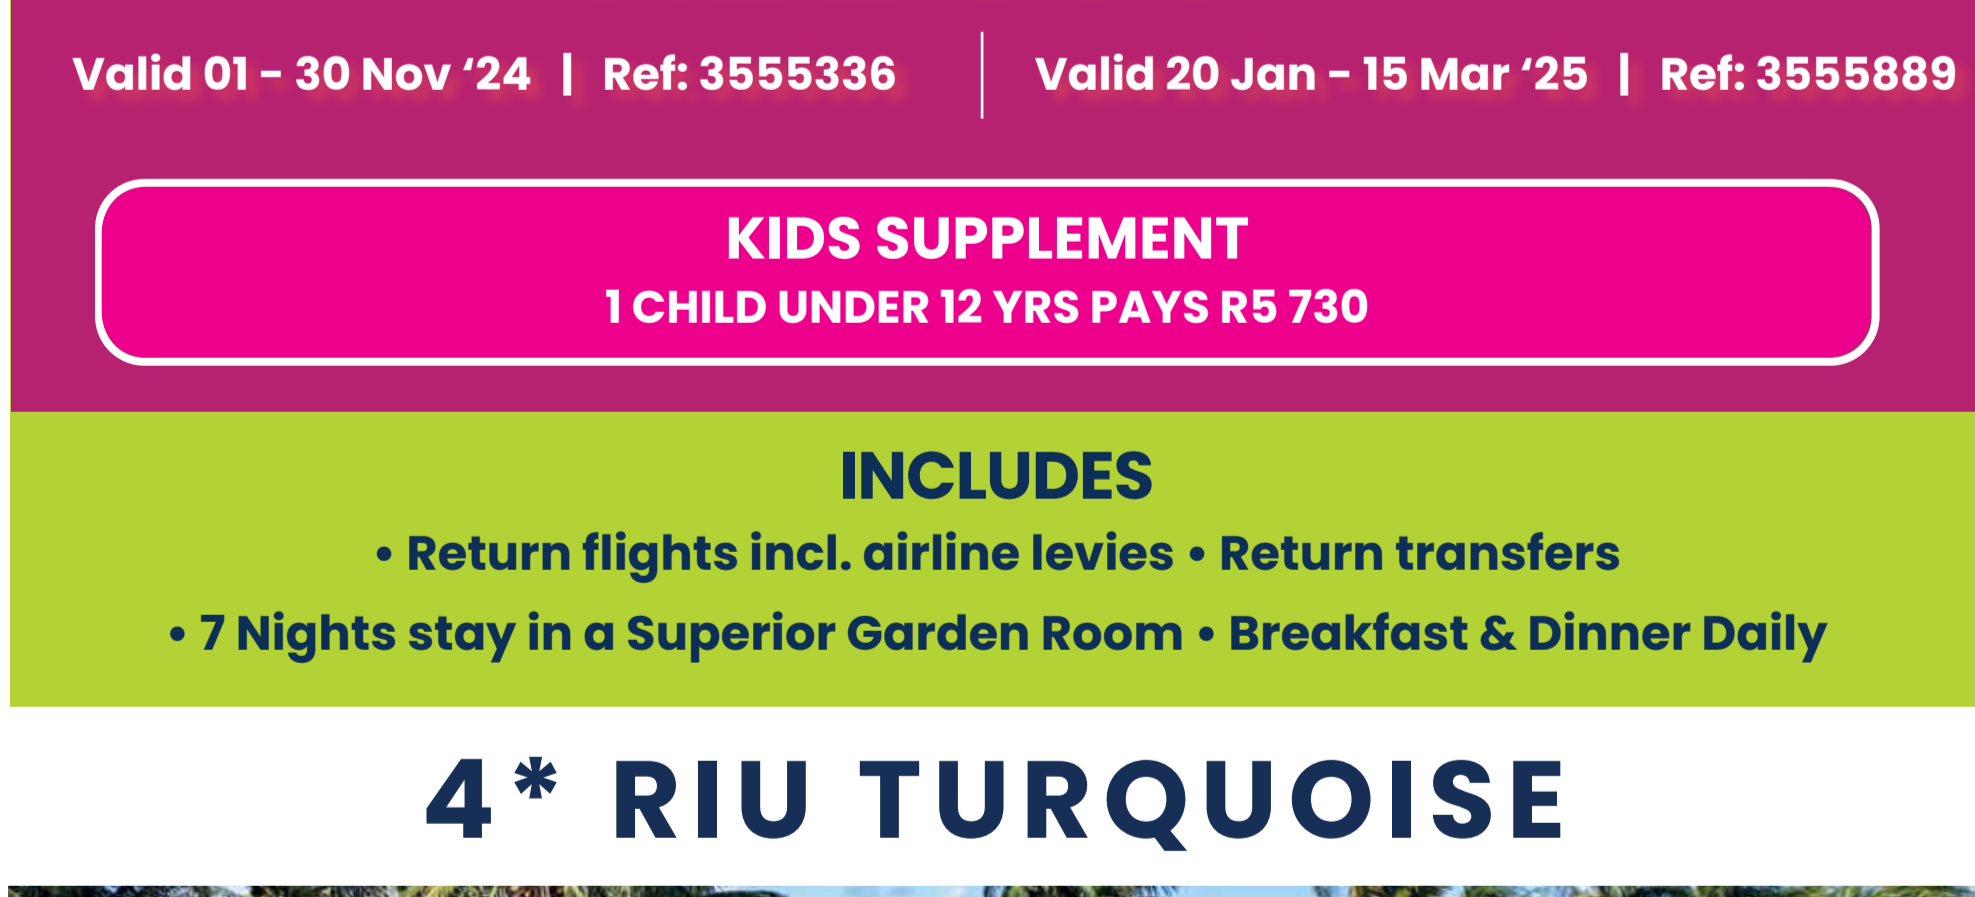 Valid 01 - 30 Nov ‘24 | Ref: 3555336
Valid 20 Jan - 15 Mar ‘25 | Ref: 3555889
KIDS SUPPLEMENT
1 CHILD UNDER 12 YRS PAYS R5 730
INCLUDES
• Return flights incl. airline levies • Return transfers
• 7 Nights stay in a Superior Garden Room • Breakfast & Dinner Daily
4* RIU TURQUOISE